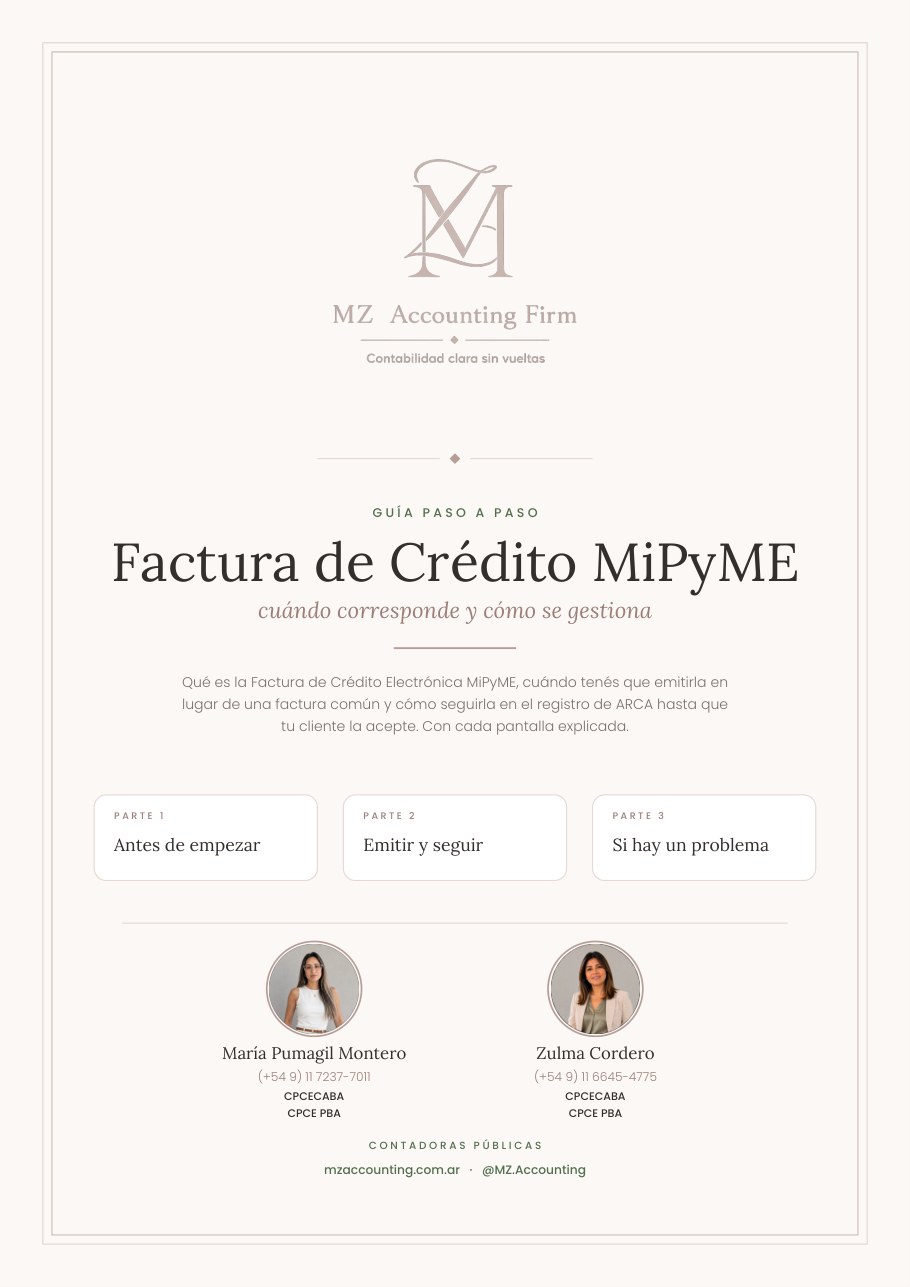 MZ Accounting Firm
Contabilidad clara sin vueltas
GUÍA PASO A PASO
Factura de Crédito MiPyME
cuándo corresponde y cómo se gestiona
Qué es la Factura de Crédito Electrónica MiPyME, cuándo tenés que emitirla en
lugar de una factura común y cómo seguirla en el registro de ARCA hasta que
tu cliente la acepte. Con cada pantalla explicada.
PARTE 1
Antes de empezar
PARTE 2
Emitir y seguir
PARTE 3
Si hay un problema
María Pumagil Montero
(+54 9) 11 7237-7011
CPCECABA
CPCE PBA
Zulma Cordero
(+54 9) 11 6645-4775
CPCECABA
CPCE PBA
CONTADORAS PÚBLICAS
mzaccounting.com.ar · @MZ.Accounting